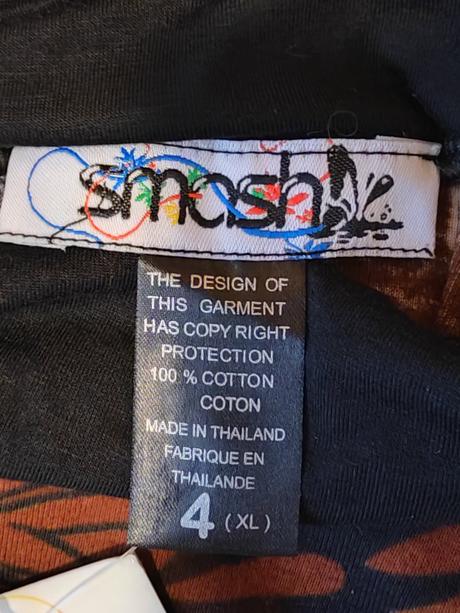 smash!
THE DESIGN OF
THIS GARMENT
HAS COPY RIGHT
PROTECTION
100 % COTTON
COTON
MADE IN THAILAND
FABRIQUE EN
THAILANDE
4 (XL)